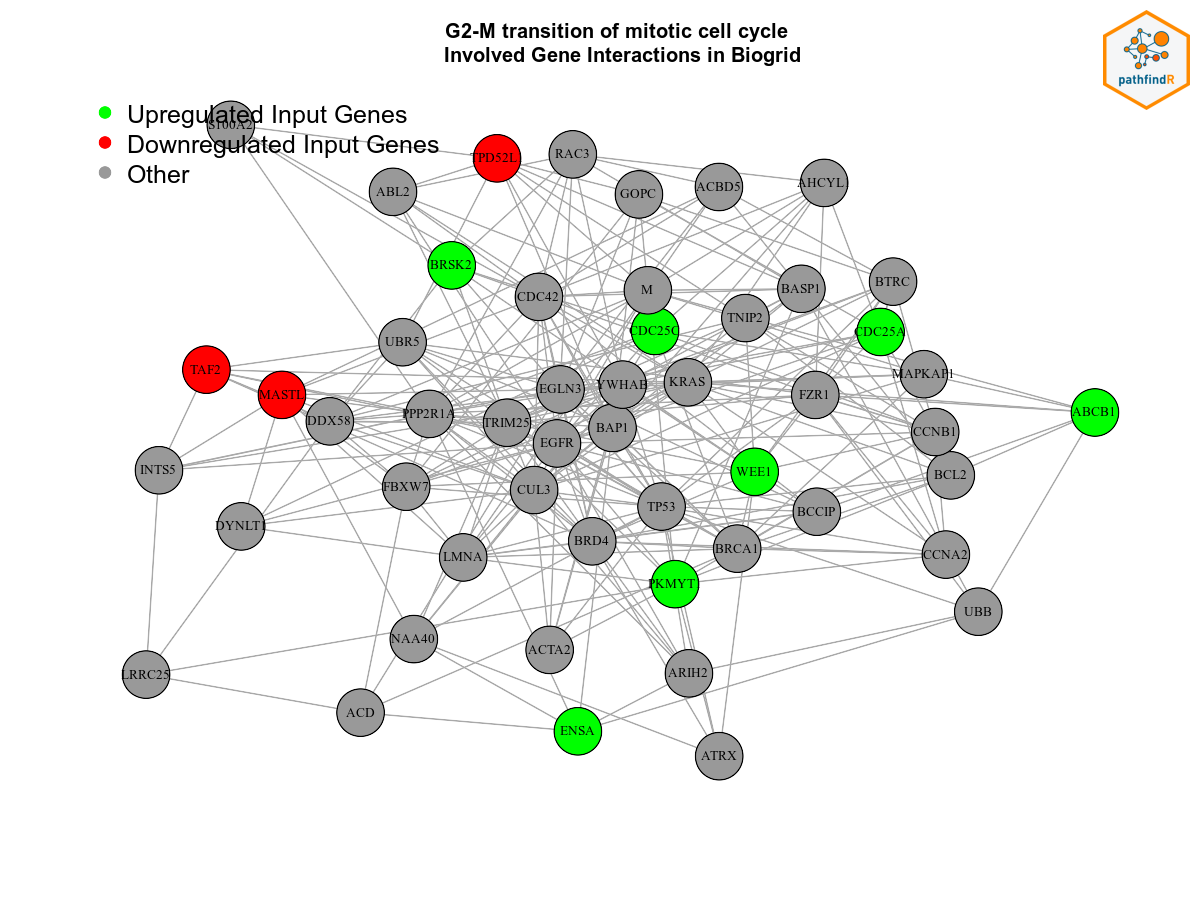 G2-M transition of mitotic cell cycle
Involved Gene Interactions in Biogrid
pathfindR
Upregulated Input Genes
Downregulated Input Genes
Other
S100A2
TPD52L
RAC3
ABL2
GOPC
ACBD5
AHCYL
BRSK2
CDC42
M
BASP1
BTRC
TNIP2
CDC25C
CDC25A
UBR5
TAF2
MASTL
EGLN3
YWHAB
KRAS
MAPKAP1
FZR1
ABCB1
DDX58
PPP2R1A
TRIM25
BAP1
CCNB1
EGFR
INTS5
WEE1
BCL2
FBXW7
CUL3
TP53
BCCIP
DYNLT1
BRD4
BRCA1
LMNA
CCNA2
PKMYT
UBB
NAA40
ACTA2
LRRC25
ARIH2
ACD
ENSA
ATRX